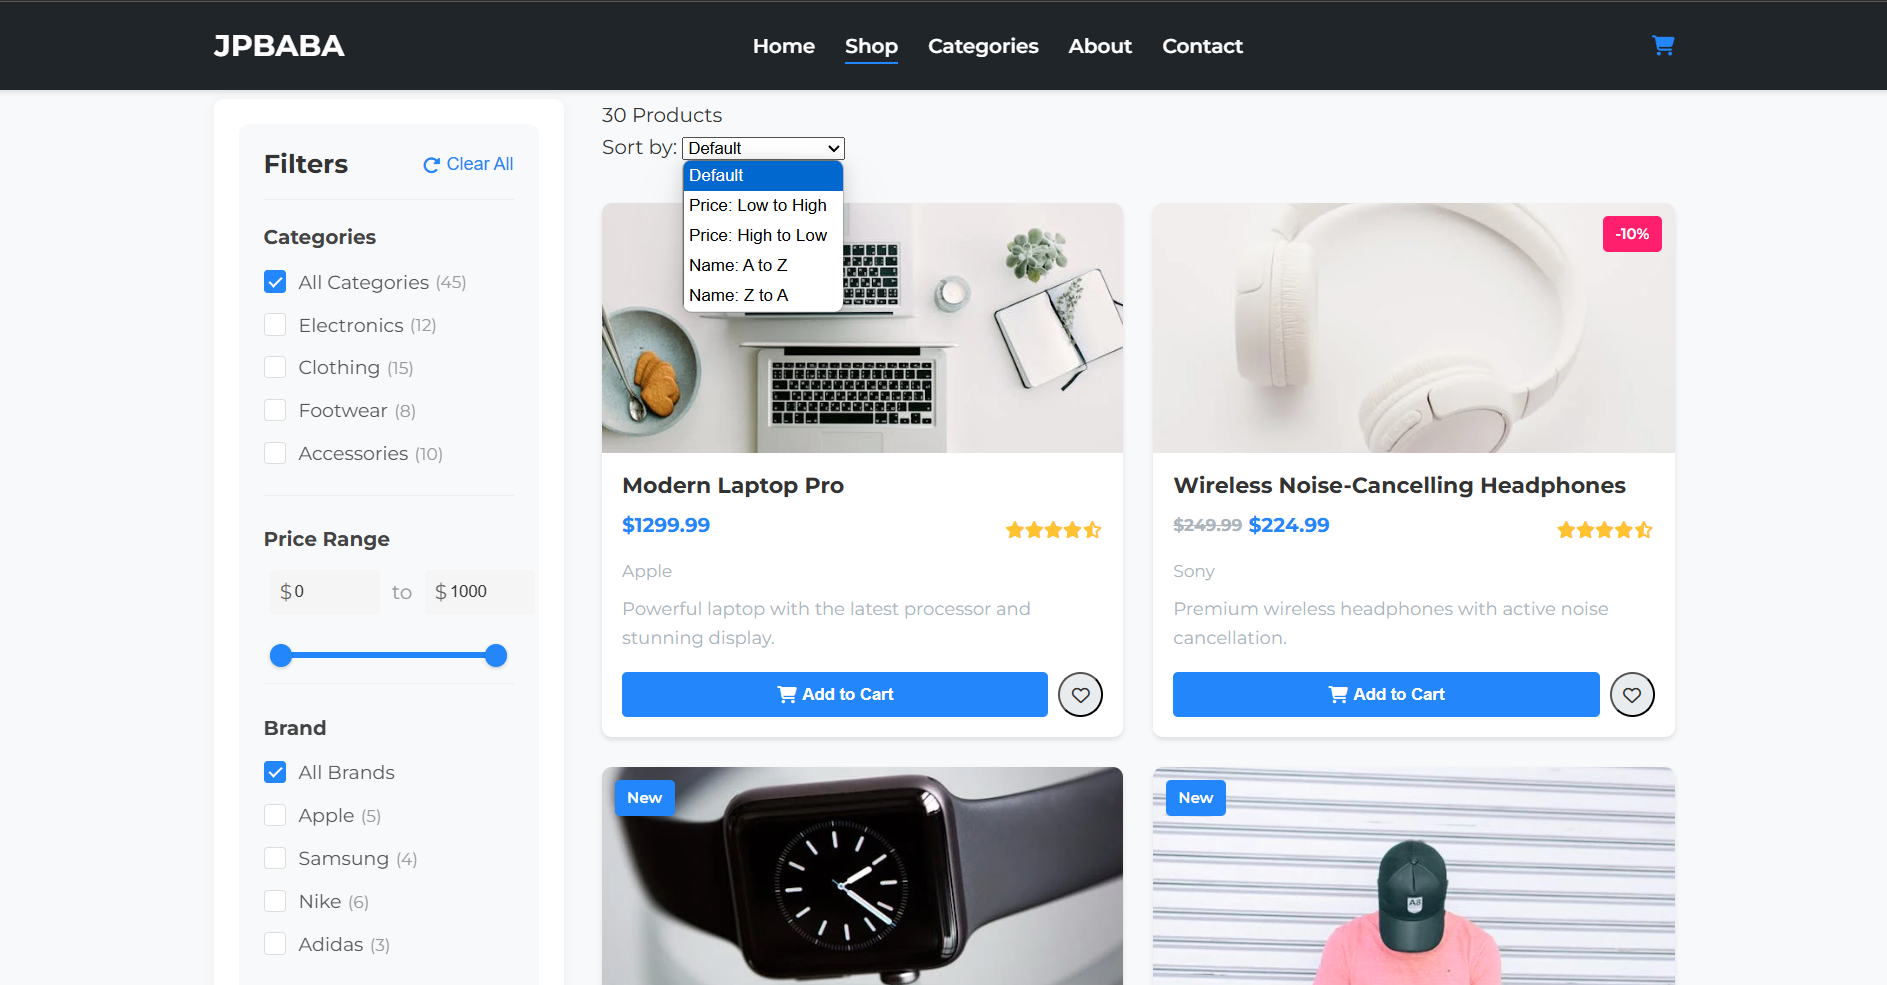 JPBABA
Home Shop Categories About Contact
Filters
Clear All
Categories
All Categories (45)
Electronics (12)
Clothing (15)
Footwear (8)
Accessories (10)
Price Range
$ 0 to $ 1000
Brand
All Brands
Apple (5)
Samsung (4)
Nike (6)
Adidas (3)
30 Products
Sort by: Default
Default
Price: Low to High
Price: High to Low
Name: A to Z
Name: Z to A
Modern Laptop Pro
$1299.99
Apple
Powerful laptop with the latest processor and
stunning display.
Add to Cart
-10%
Wireless Noise-Cancelling Headphones
$249.99 $224.99
Sony
Premium wireless headphones with active noise
cancellation.
Add to Cart
New
New